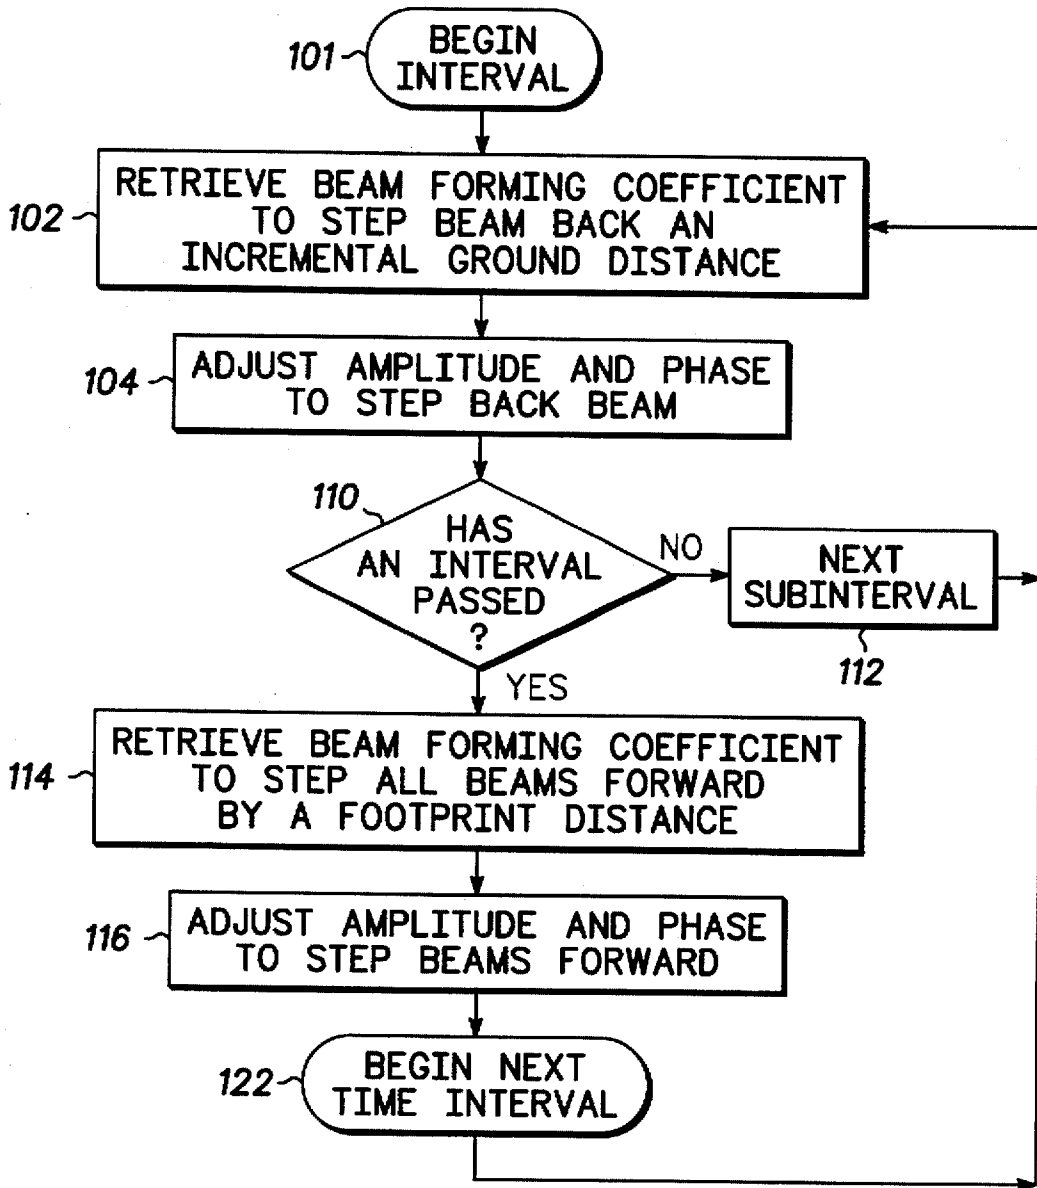 101
BEGIN
INTERVAL
102
RETRIEVE BEAM FORMING COEFFICIENT
TO STEP BEAM BACK AN
INCREMENTAL GROUND DISTANCE
104
ADJUST AMPLITUDE AND PHASE
TO STEP BACK BEAM
110
HAS
AN INTERVAL
PASSED
?
NO
NEXT
SUBINTERVAL
112
YES
114
RETRIEVE BEAM FORMING COEFFICIENT
TO STEP ALL BEAMS FORWARD
BY A FOOTPRINT DISTANCE
116
ADJUST AMPLITUDE AND PHASE
TO STEP BEAMS FORWARD
122
BEGIN NEXT
TIME INTERVAL